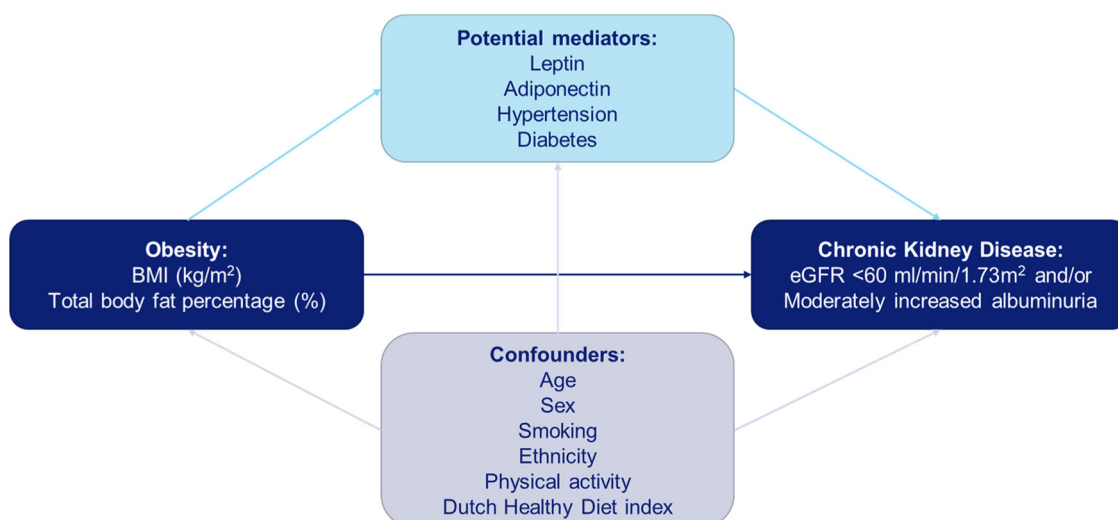 Potential mediators:
Leptin
Adiponectin
Hypertension
Diabetes
Obesity:
BMI (kg/m²)
Total body fat percentage (%)
Chronic Kidney Disease:
eGFR <60 ml/min/1.73m² and/or
Moderately increased albuminuria
Confounders:
Age
Sex
Smoking
Ethnicity
Physical activity
Dutch Healthy Diet index